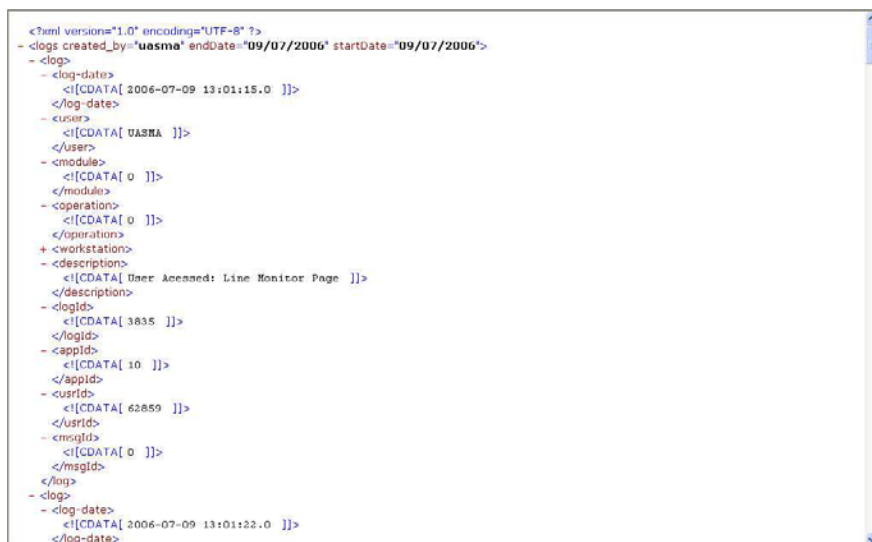 <?xml version="1.0" encoding="UTF-8" ?>
- <logs created_by="uasma" endDate="09/07/2006" startDate="09/07/2006">
- <log>
- <log-date>
<![CDATA[ 2006-07-09 13:01:15.0 ]]>
</log-date>
- <user>
<![CDATA[ UASMA ]]>
</user>
- <module>
<![CDATA[ 0 ]]>
</module>
- <operation>
<![CDATA[ 0 ]]>
</operation>
+ <workstation>
- <description>
<![CDATA[ User Acessed: Line Monitor Page ]]>
</description>
- <logId>
<![CDATA[ 3835 ]]>
</logId>
- <appId>
<![CDATA[ 10 ]]>
</appId>
- <usrId>
<![CDATA[ 62859 ]]>
</usrId>
- <msgId>
<![CDATA[ 0 ]]>
</msgId>
</log>
- <log>
- <log-date>
<![CDATA[ 2006-07-09 13:01:22.0 ]]>
</log-date>